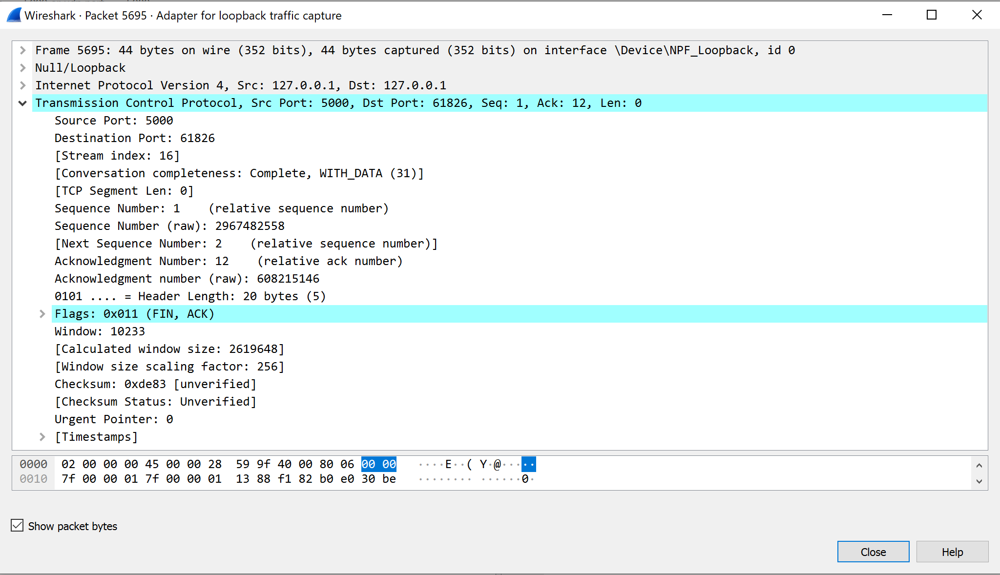 Wireshark · Packet 5695 · Adapter for loopback traffic capture
Frame 5695: 44 bytes on wire (352 bits), 44 bytes captured (352 bits) on interface \Device\NPF_Loopback, id 0
Null/Loopback
Internet Protocol Version 4, Src: 127.0.0.1, Dst: 127.0.0.1
Transmission Control Protocol, Src Port: 5000, Dst Port: 61826, Seq: 1, Ack: 12, Len: 0
Source Port: 5000
Destination Port: 61826
[Stream index: 16]
[Conversation completeness: Complete, WITH_DATA (31)]
[TCP Segment Len: 0]
Sequence Number: 1    (relative sequence number)
Sequence Number (raw): 2967482558
[Next Sequence Number: 2    (relative sequence number)]
Acknowledgment Number: 12    (relative ack number)
Acknowledgment number (raw): 608215146
0101 .... = Header Length: 20 bytes (5)
Flags: 0x011 (FIN, ACK)
Window: 10233
[Calculated window size: 2619648]
[Window size scaling factor: 256]
Checksum: 0xde83 [unverified]
[Checksum Status: Unverified]
Urgent Pointer: 0
[Timestamps]
0000  02 00 00 00 45 00 00 28  59 9f 40 00 80 06 00 00   ····E··( Y·@·····
0010  7f 00 00 01 7f 00 00 01  13 88 f1 82 b0 e0 30 be   ········ ······0·
Show packet bytes
Close
Help